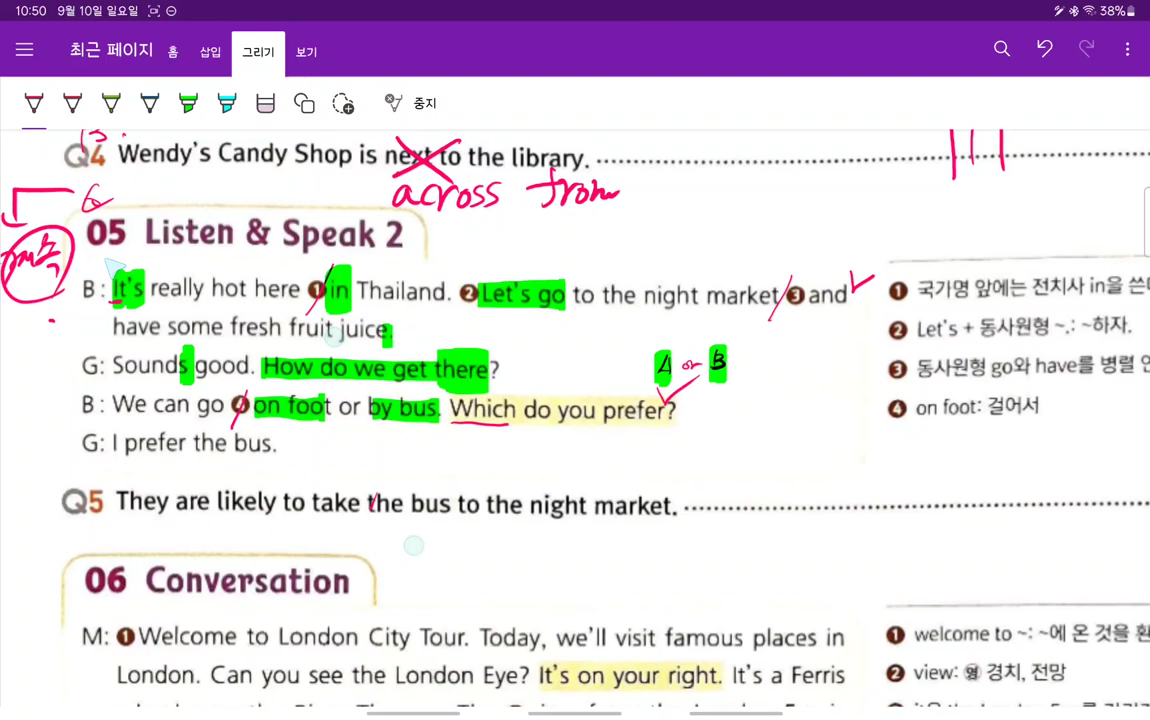 10:50 9월 10일 일요일 38%
최근 페이지 홈 삽입 그리기 보기
중지
Q4 Wendy's Candy Shop is next to the library.
across from
05 Listen & Speak 2
B: It's really hot here ❶in Thailand. ❷Let's go to the night market ❸and
have some fresh fruit juice.
G: Sounds good. How do we get there?
A or B
B: We can go ❹on foot or by bus. Which do you prefer?
G: I prefer the bus.
❶ 국가명 앞에는 전치사 in을 쓴
❷ Let's + 동사원형 ~.: ~하자.
❸ 동사원형 go와 have를 병렬
❹ on foot: 걸어서
Q5 They are likely to take the bus to the night market.
06 Conversation
M: ❶Welcome to London City Tour. Today, we'll visit famous places in
London. Can you see the London Eye? It's on your right. It's a Ferris
❶ welcome to ~: ~에 온 것을 환
❷ view: 명 경치, 전망